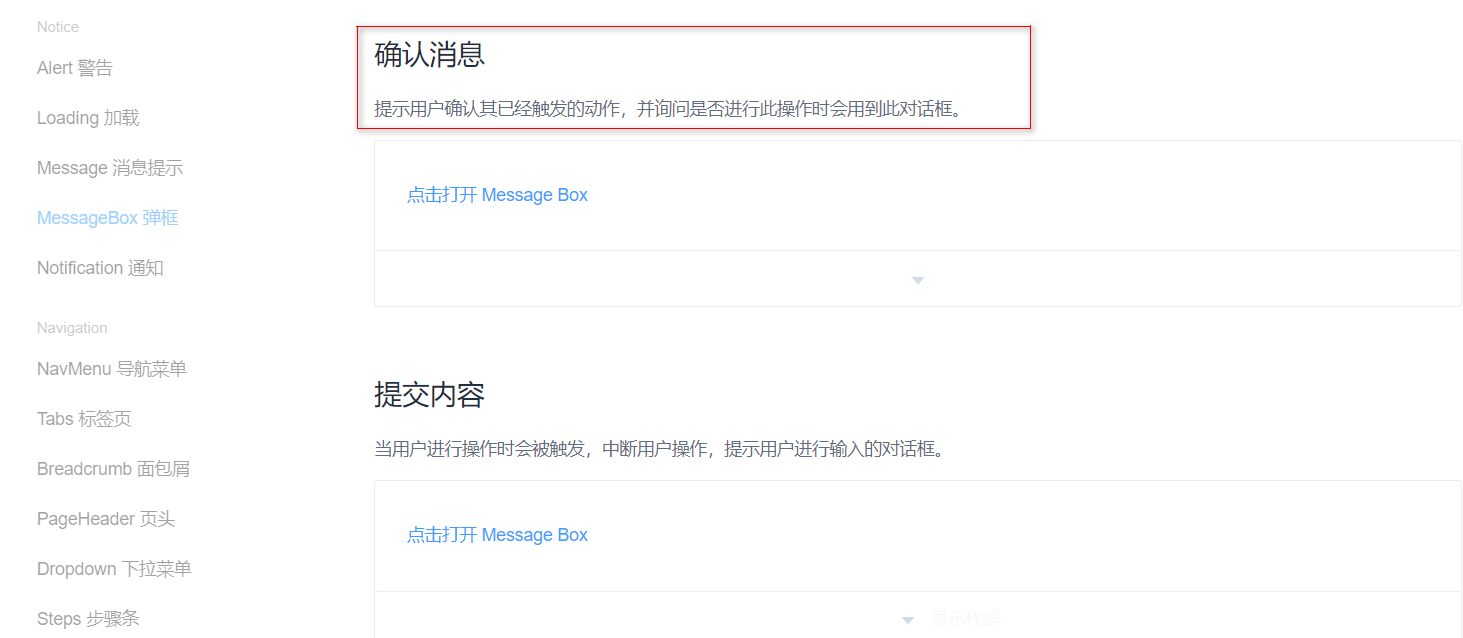 Notice
Alert 警告
Loading 加载
Message 消息提示
MessageBox 弹框
Notification 通知
Navigation
NavMenu 导航菜单
Tabs 标签页
Breadcrumb 面包屑
PageHeader 页头
Dropdown 下拉菜单
Steps 步骤条
确认消息
提示用户确认其已经触发的动作，并询问是否进行此操作时会用到此对话框。
点击打开 Message Box
提交内容
当用户进行操作时会被触发，中断用户操作，提示用户进行输入的对话框。
点击打开 Message Box
显示代码